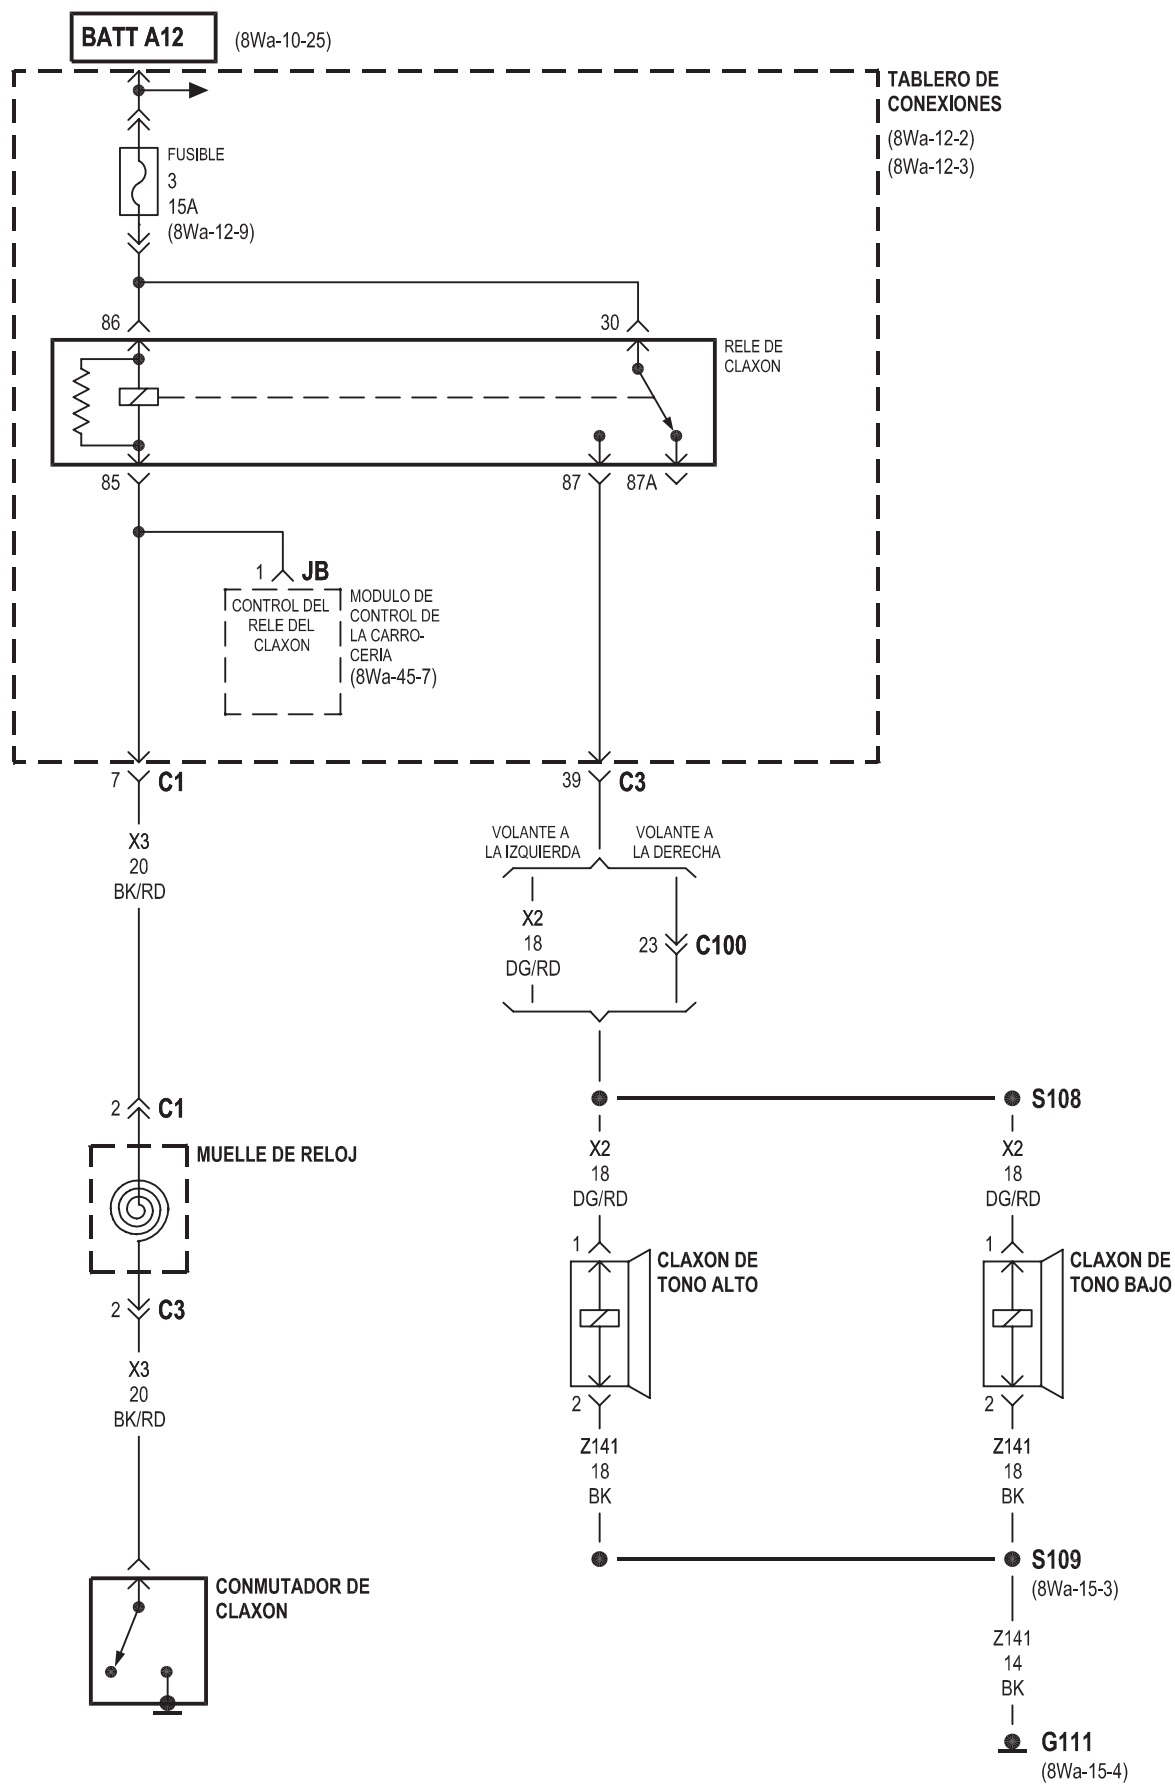 BATT A12
(8Wa-10-25)
TABLERO DE
CONEXIONES
(8Wa-12-2)
(8Wa-12-3)
FUSIBLE
3
15A
(8Wa-12-9)
86
30
RELE DE
CLAXON
85
87
87A
1
JB
CONTROL DEL
RELE DEL
CLAXON
MODULO DE
CONTROL DE
LA CARRO-
CERIA
(8Wa-45-7)
7
C1
39
C3
X3
20
BK/RD
VOLANTE A
LA IZQUIERDA
VOLANTE A
LA DERECHA
X2
18
DG/RD
23
C100
2
C1
S108
MUELLE DE RELOJ
X2
18
DG/RD
X2
18
DG/RD
1
CLAXON DE
TONO ALTO
1
CLAXON DE
TONO BAJO
2
C3
X3
20
BK/RD
2
2
Z141
18
BK
Z141
18
BK
S109
(8Wa-15-3)
CONMUTADOR DE
CLAXON
Z141
14
BK
G111
(8Wa-15-4)